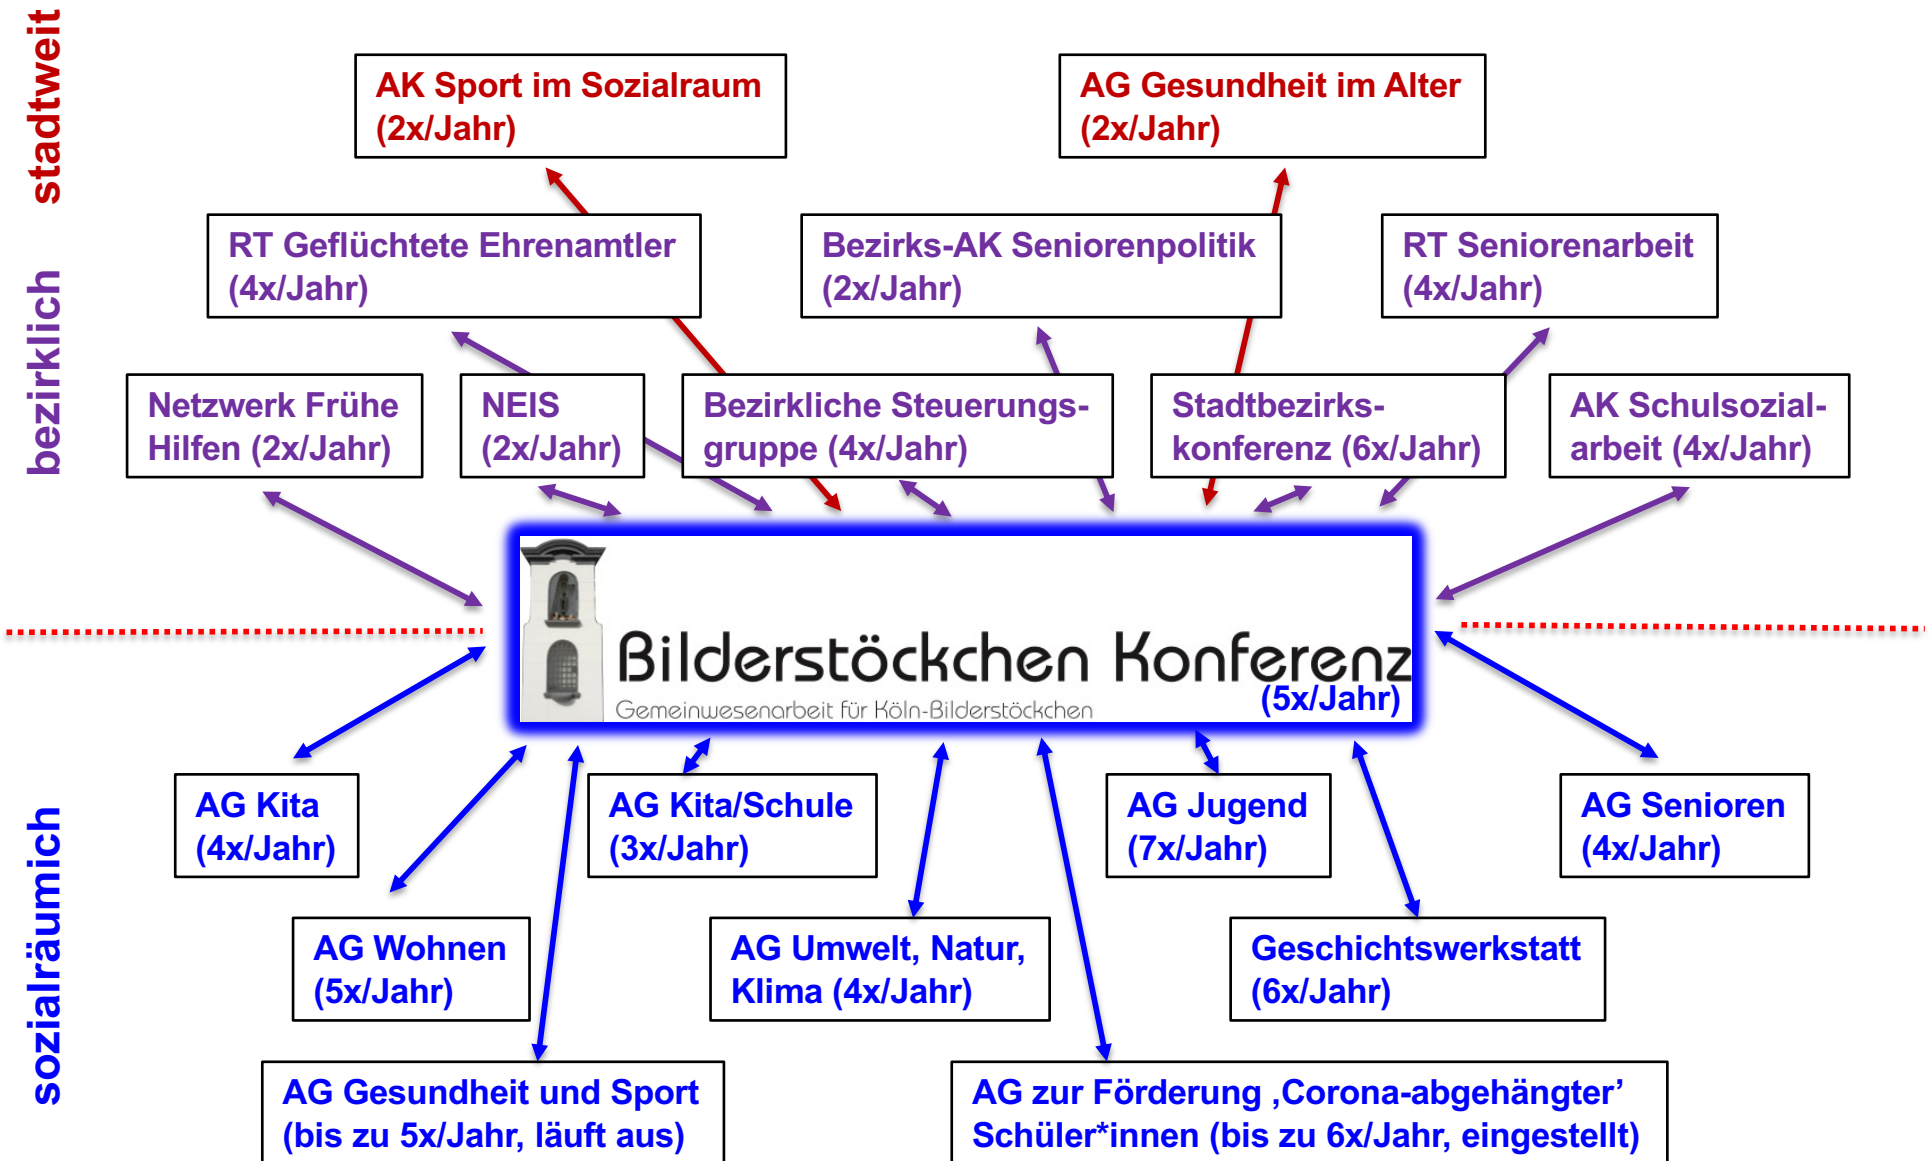 stadtweit
AK Sport im Sozialraum
(2x/Jahr)
AG Gesundheit im Alter
(2x/Jahr)
bezirklich
RT Geflüchtete Ehrenamtler
(4x/Jahr)
Bezirks-AK Seniorenpolitik
(2x/Jahr)
RT Seniorenarbeit
(4x/Jahr)
Netzwerk Frühe
Hilfen (2x/Jahr)
NEIS
(2x/Jahr)
Bezirkliche Steuerungs-
gruppe (4x/Jahr)
Stadtbezirks-
konferenz (6x/Jahr)
AK Schulsozial-
arbeit (4x/Jahr)
Bilderstöckchen Konferenz
(5x/Jahr)
Gemeinwesenarbeit für Köln-Bilderstöckchen
sozialräumich
AG Kita
(4x/Jahr)
AG Kita/Schule
(3x/Jahr)
AG Jugend
(7x/Jahr)
AG Senioren
(4x/Jahr)
AG Wohnen
(5x/Jahr)
AG Umwelt, Natur,
Klima (4x/Jahr)
Geschichtswerkstatt
(6x/Jahr)
AG Gesundheit und Sport
(bis zu 5x/Jahr, läuft aus)
AG zur Förderung ‚Corona-abgehängter’
Schüler*innen (bis zu 6x/Jahr, eingestellt)